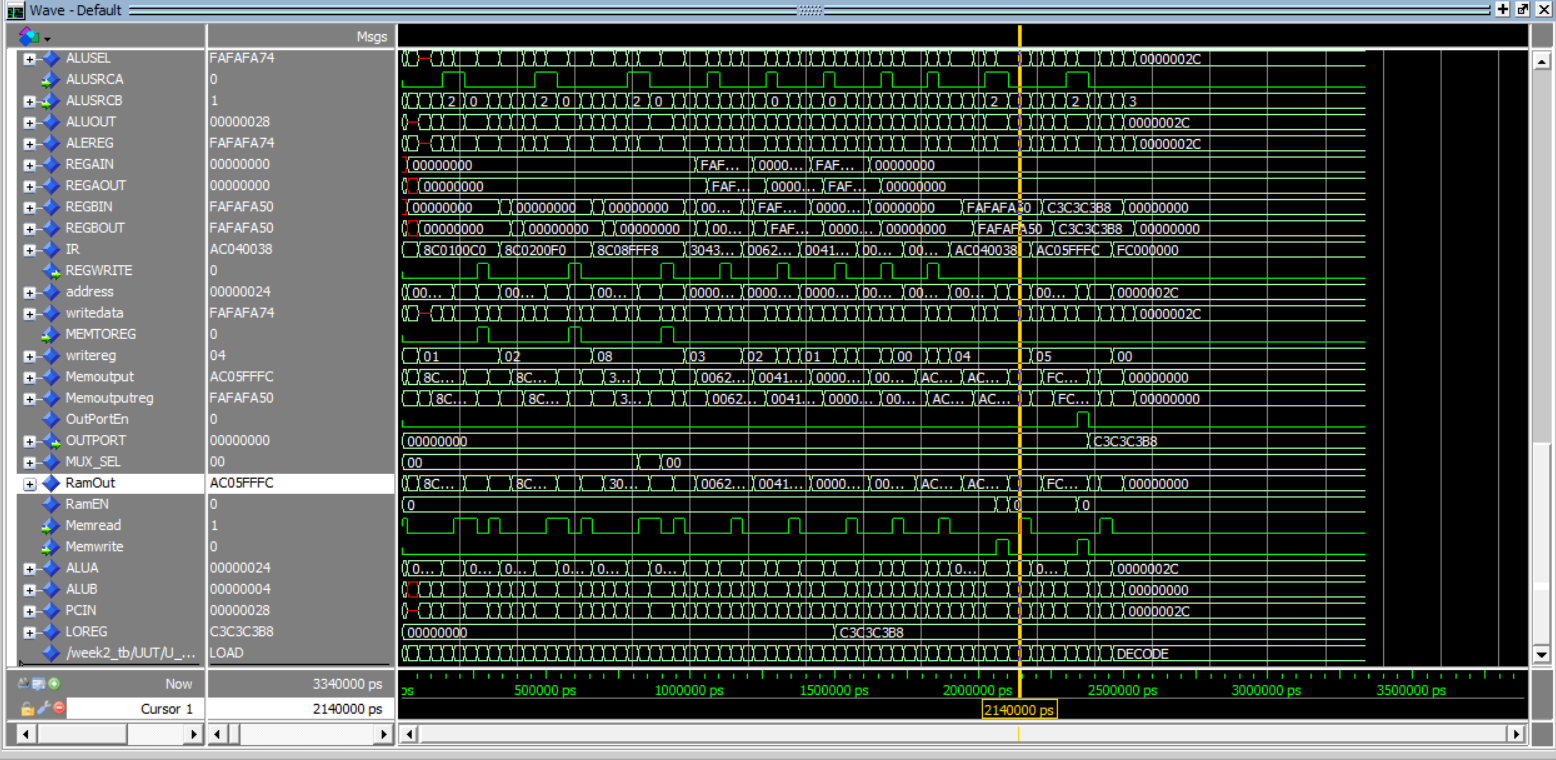 Wave - Default
Msgs
ALUSEL FAFAFA74 0000002C
ALUSRCA 0
ALUSRCB 1 2 0 2 0 2 0 0 0 2 2 3
ALUOUT 00000028 0000002C
ALEREG FAFAFA74 0000002C
REGAIN 00000000 00000000 FAF... 0000... FAF... 00000000
REGAOUT 00000000 00000000 FAF... 0000... FAF... 00000000
REGBIN FAFAFA50 00000000 00000000 00000000 00... FAF... 0000... 00000000 FAFAFA50 C3C3C3B8 00000000
REGBOUT FAFAFA50 00000000 00000000 00000000 00... FAF... 0000... 00000000 FAFAFA50 C3C3C3B8 00000000
IR AC040038 8C0100C0 8C0200F0 8C08FFF8 3043... 0062... 0041... 00... 00... AC040038 AC05FFFC FC000000
REGWRITE 0
address 00000024 00... 00... 00... 0000... 0000... 0000... 00... 00... 00... 00... 0000002C
writedata FAFAFA74 0000002C
MEMTOREG 0
writereg 04 01 02 08 03 02 01 00 04 05 00
Memoutput AC05FFFC 8C... 8C... 3... 0062... 0041... 0000... 00... AC... AC... FC... 00000000
Memoutputreg FAFAFA50 8C... 8C... 3... 0062... 0041... 0000... 00... AC... AC... FC... 00000000
OutPortEn 0
OUTPORT 00000000 00000000 C3C3C3B8
MUX_SEL 00 00 00
RamOut AC05FFFC 8C... 8C... 30... 0062... 0041... 0000... 00... AC... AC... FC... 00000000
RamEN 0 0 0 0
Memread 1
Memwrite 0
ALUA 00000024 0... 0... 0... 0... 0... 0... 0... 0... 0000002C
ALUB 00000004 00000000
PCIN 00000028 0000002C
LOREG C3C3C3B8 00000000 C3C3C3B8
/week2_tb/UUT/U_... LOAD DECODE
Now 3340000 ps ps 500000 ps 1000000 ps 1500000 ps 2000000 ps 2500000 ps 3000000 ps 3500000 ps
Cursor 1 2140000 ps 2140000 ps